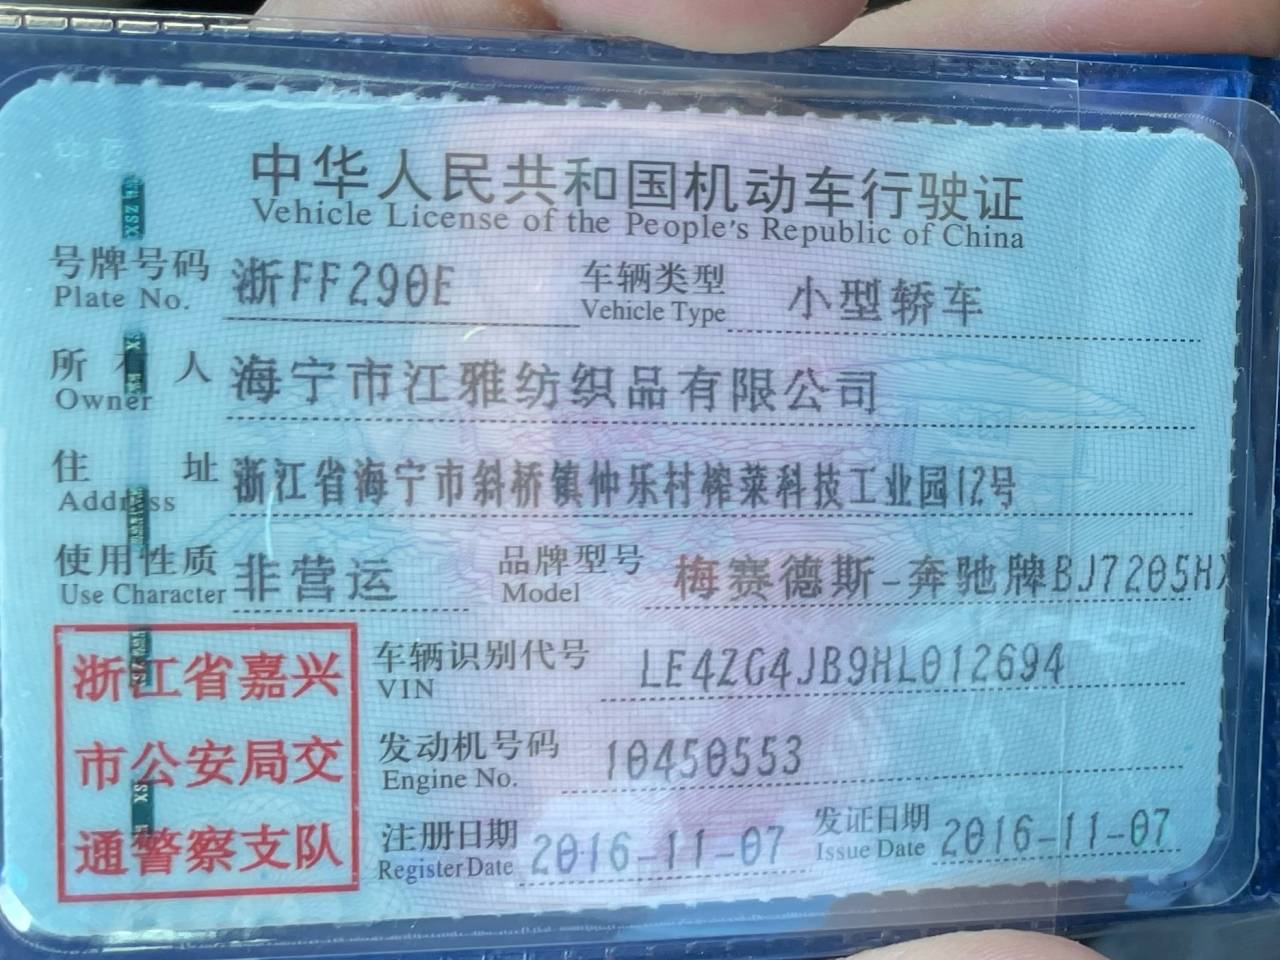 中华人民共和国机动车行驶证
Vehicle License of the People's Republic of China
号牌号码 浙FF290E 车辆类型 小型轿车
Plate No. Vehicle Type
所有人 海宁市江雅纺织品有限公司
Owner
住址 浙江省海宁市斜桥镇仲乐村榨菜科技工业园12号
Address
使用性质 非营运 品牌型号 梅赛德斯-奔驰牌BJ7205HX
Use Character Model
浙江省嘉兴
市公安局交
通警察支队
车辆识别代号 LE4ZG4JB9HL012694
VIN
发动机号码 10450553
Engine No.
注册日期 2016-11-07 发证日期 2016-11-07
Register Date Issue Date